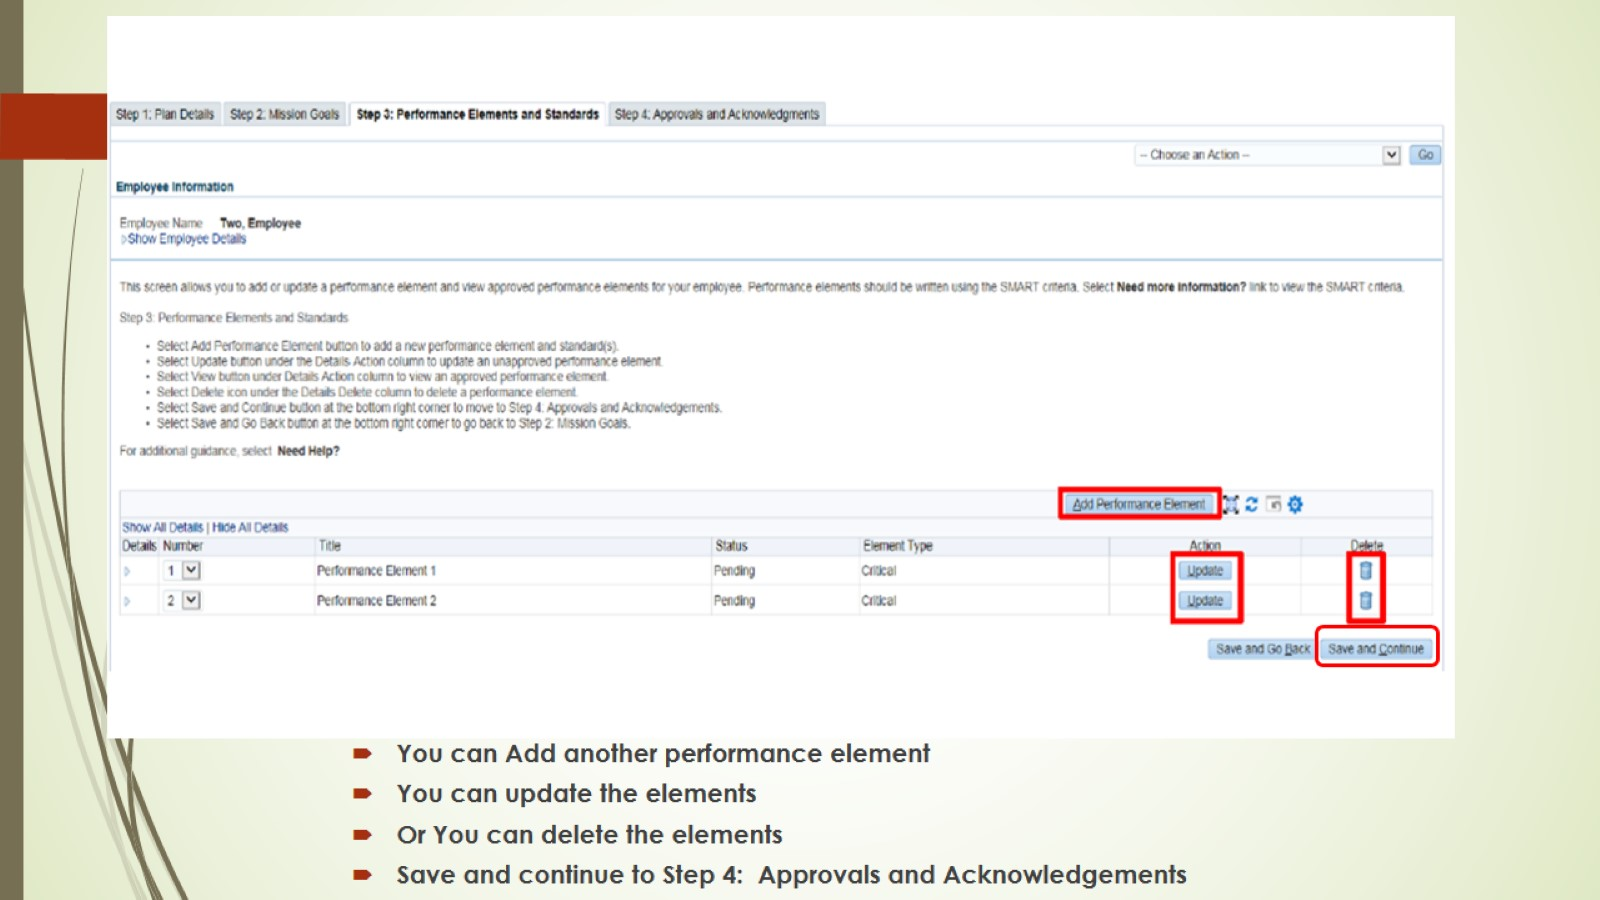 Step 1: Plan Details Step 2: Mission Goals Step 3: Performance Elements and Standards Step 4: Approvals and Acknowledgments
-- Choose an Action -- Go
Employee Information
Employee Name Two, Employee
Show Employee Details
This screen allows you to add or update a performance element and view approved performance elements for your employee. Performance elements should be written using the SMART criteria. Select Need more information? link to view the SMART criteria.
Step 3: Performance Elements and Standards
• Select Add Performance Element button to add a new performance element and standard(s).
• Select Update button under the Details Action column to update an unapproved performance element.
• Select View button under Details Action column to view an approved performance element.
• Select Delete icon under the Details Delete column to delete a performance element.
• Select Save and Continue button at the bottom right corner to move to Step 4: Approvals and Acknowledgements.
• Select Save and Go Back button at the bottom right corner to go back to Step 2: Mission Goals.
For additional guidance, select Need Help?
Add Performance Element
Show All Details | Hide All Details
Details Number Title Status Element Type Action Delete
1 Performance Element 1 Pending Critical Update
2 Performance Element 2 Pending Critical Update
Save and Go Back Save and Continue
You can Add another performance element
You can update the elements
Or You can delete the elements
Save and continue to Step 4: Approvals and Acknowledgements